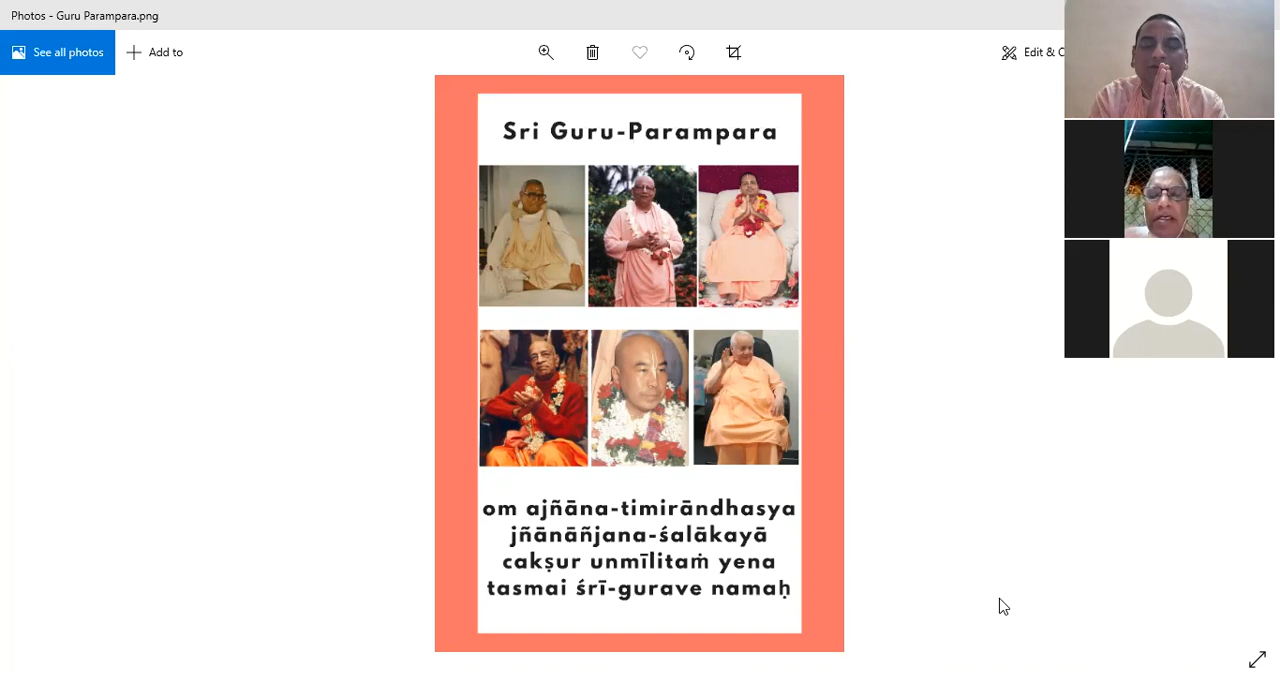 Photos - Guru Parampara.png
See all photos
Add to
Edit & C
Sri Guru-Parampara
om ajñāna-timirāndhasya
jñānāñjana-śalākayā
cakṣur unmīlitaṁ yena
tasmai śrī-gurave namaḥ